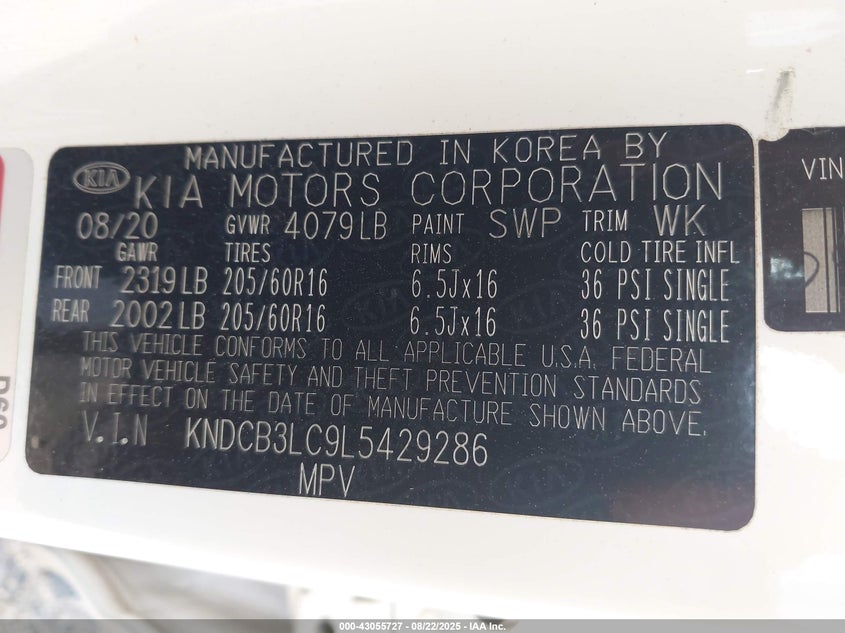 MANUFACTURED IN KOREA BY
KIA KIA MOTORS CORPORATION
08/20 GVWR 4079LB PAINT SWP TRIM WK
GAWR TIRES RIMS COLD TIRE INFL
FRONT 2319LB 205/60R16 6.5Jx16 36 PSI SINGLE
REAR 2002LB 205/60R16 6.5Jx16 36 PSI SINGLE
THIS VEHICLE CONFORMS TO ALL APPLICABLE U.S.A. FEDERAL
MOTOR VEHICLE SAFETY AND THEFT PREVENTION STANDARDS
IN EFFECT ON THE DATE OF MANUFACTURE SHOWN ABOVE.
V.I.N KNDCB3LC9L5429286
MPV
VIN
000-43055727 - 08/22/2025 - IAA Inc.